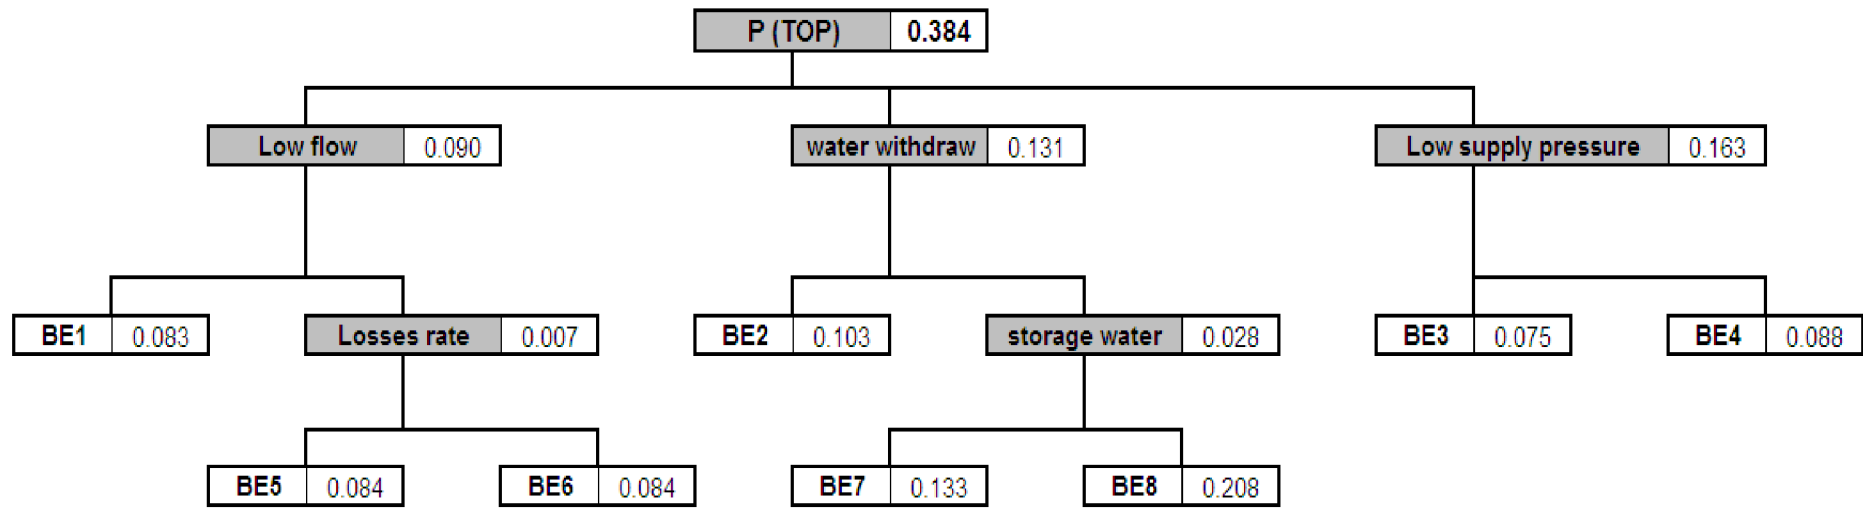 P (TOP) 0.384
Low flow 0.090 water withdraw 0.131 Low supply pressure 0.163
BE1 0.083 Losses rate 0.007 BE2 0.103 storage water 0.028 BE3 0.075 BE4 0.088
BE5 0.084 BE6 0.084 BE7 0.133 BE8 0.208